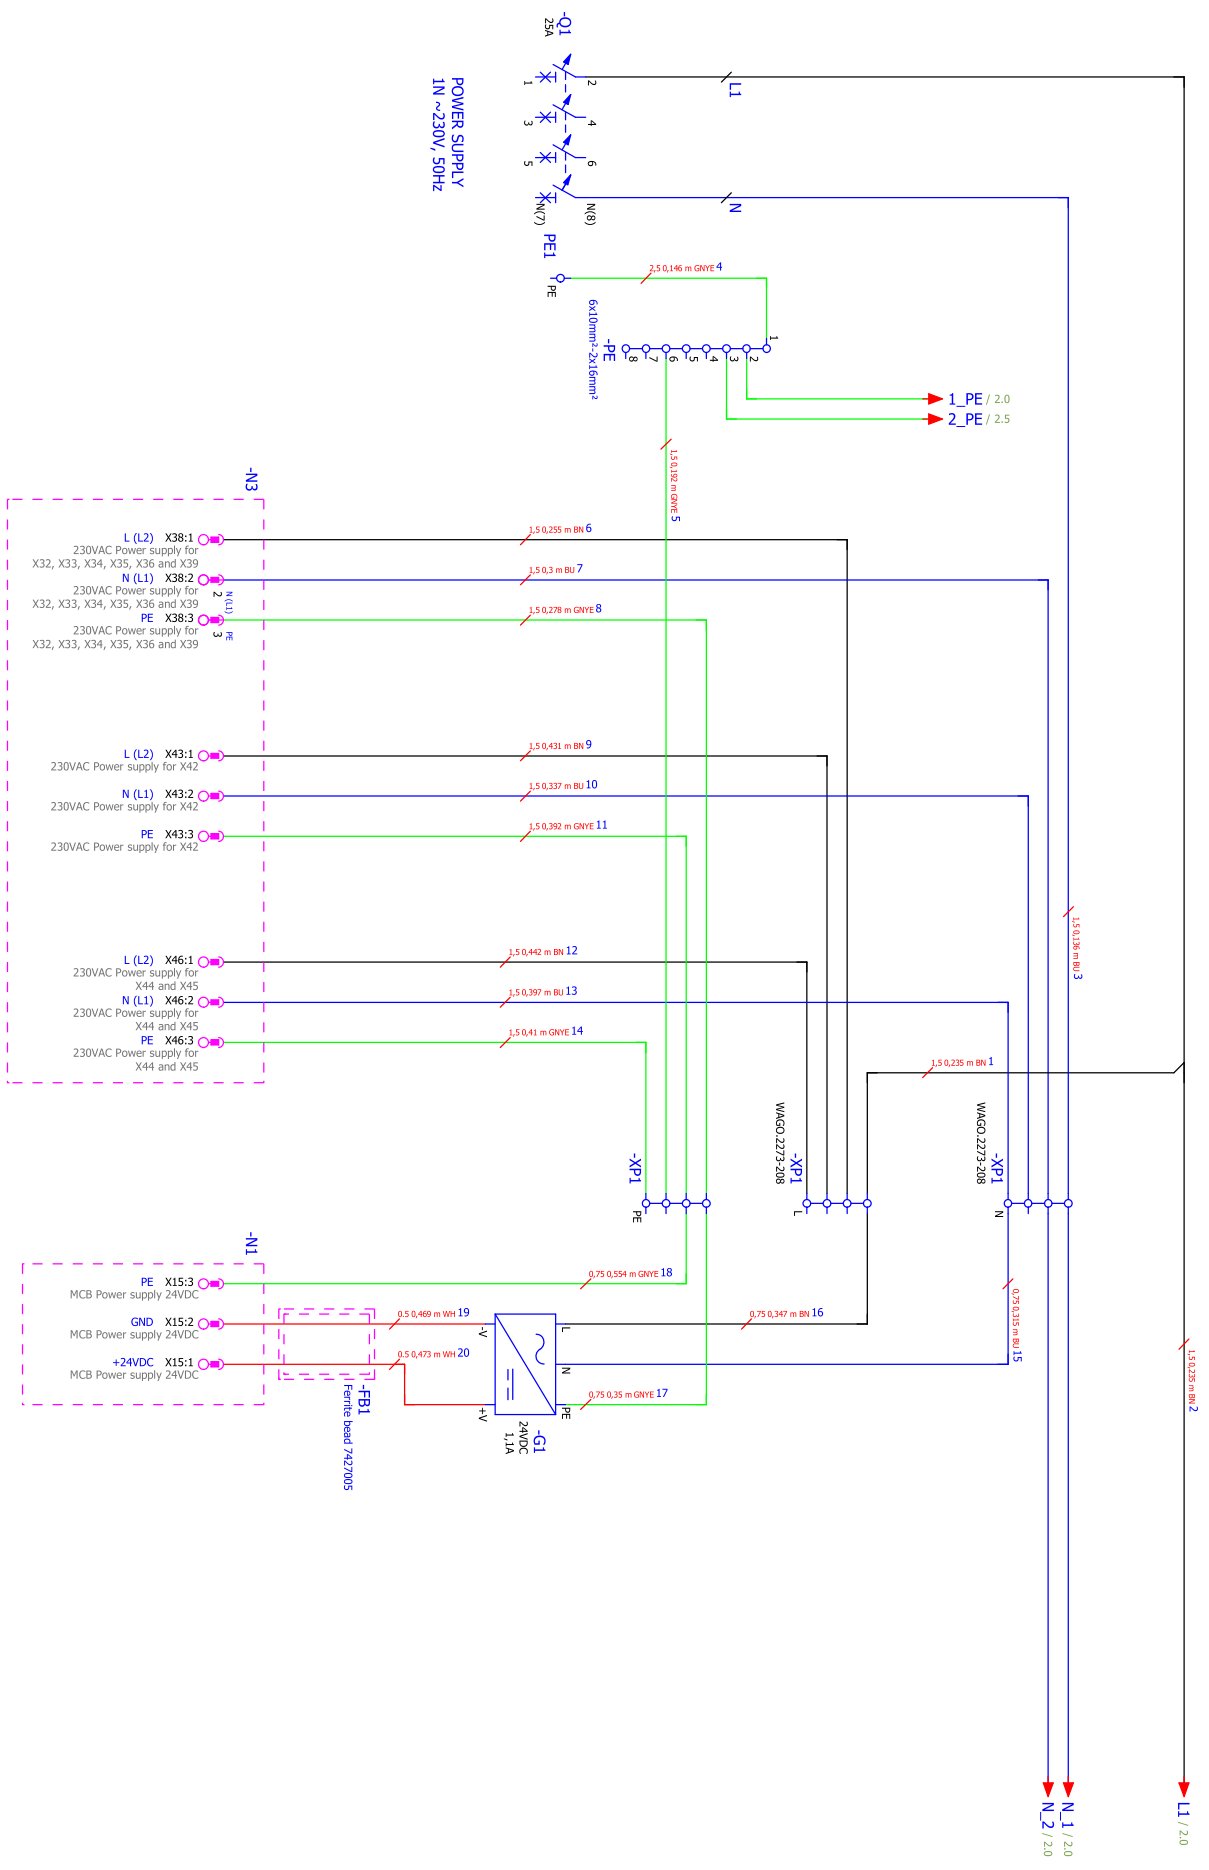 -Q1
25A
1
2
3
4
5
6
N(7)
N(8)
POWER SUPPLY
1N ~230V, 50Hz
L1
N
PE1
PE
2,5 0,146 m GNYE 4
-PE
6x10mm²-2x16mm²
1
2
3
4
5
6
7
8
1_PE / 2.0
2_PE / 2.5
1,5 0,192 m GNYE 5
-N3
L (L2) X38:1
230VAC Power supply for
X32, X33, X34, X35, X36 and X39
N (L1) X38:2
230VAC Power supply for
X32, X33, X34, X35, X36 and X39
2
N (L1)
PE X38:3
230VAC Power supply for
X32, X33, X34, X35, X36 and X39
3
PE
1,5 0,255 m BN 6
1,5 0,3 m BU 7
1,5 0,278 m GNYE 8
L (L2) X43:1
230VAC Power supply for X42
N (L1) X43:2
230VAC Power supply for X42
PE X43:3
230VAC Power supply for X42
1,5 0,431 m BN 9
1,5 0,337 m BU 10
1,5 0,392 m GNYE 11
L (L2) X46:1
230VAC Power supply for
X44 and X45
N (L1) X46:2
230VAC Power supply for
X44 and X45
PE X46:3
230VAC Power supply for
X44 and X45
1,5 0,442 m BN 12
1,5 0,397 m BU 13
1,5 0,41 m GNYE 14
1,5 0,136 m BU 3
1,5 0,235 m BN 1
-XP1
PE
-XP1
WAGO.2273-208
L
-XP1
WAGO.2273-208
N
-N1
PE X15:3
MCB Power supply 24VDC
GND X15:2
MCB Power supply 24VDC
+24VDC X15:1
MCB Power supply 24VDC
0,75 0,554 m GNYE 18
0.5 0,469 m WH 19
0.5 0,473 m WH 20
-FB1
Ferrite bead 7427005
-V
+V
L
N
PE
-G1
24VDC
1,1A
0,75 0,347 m BN 16
0,75 0,315 m BU 15
0,75 0,35 m GNYE 17
1,5 0,235 m BN 2
N_2 / 2.0
N_1 / 2.0
L1 / 2.0